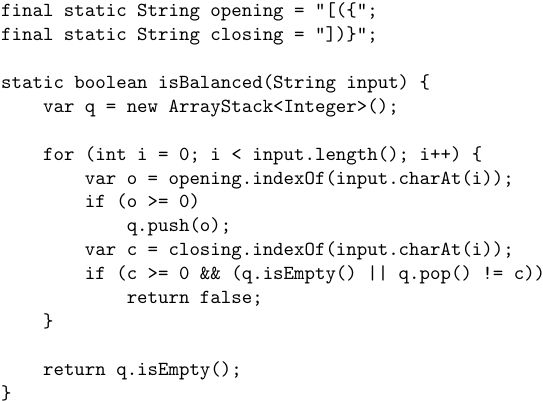 final static String opening = "[({";
final static String closing = "])}";

static boolean isBalanced(String input) {
    var q = new ArrayStack<Integer>();

    for (int i = 0; i < input.length(); i++) {
        var o = opening.indexOf(input.charAt(i));
        if (o >= 0)
            q.push(o);
        var c = closing.indexOf(input.charAt(i));
        if (c >= 0 && (q.isEmpty() || q.pop() != c))
            return false;
    }

    return q.isEmpty();
}